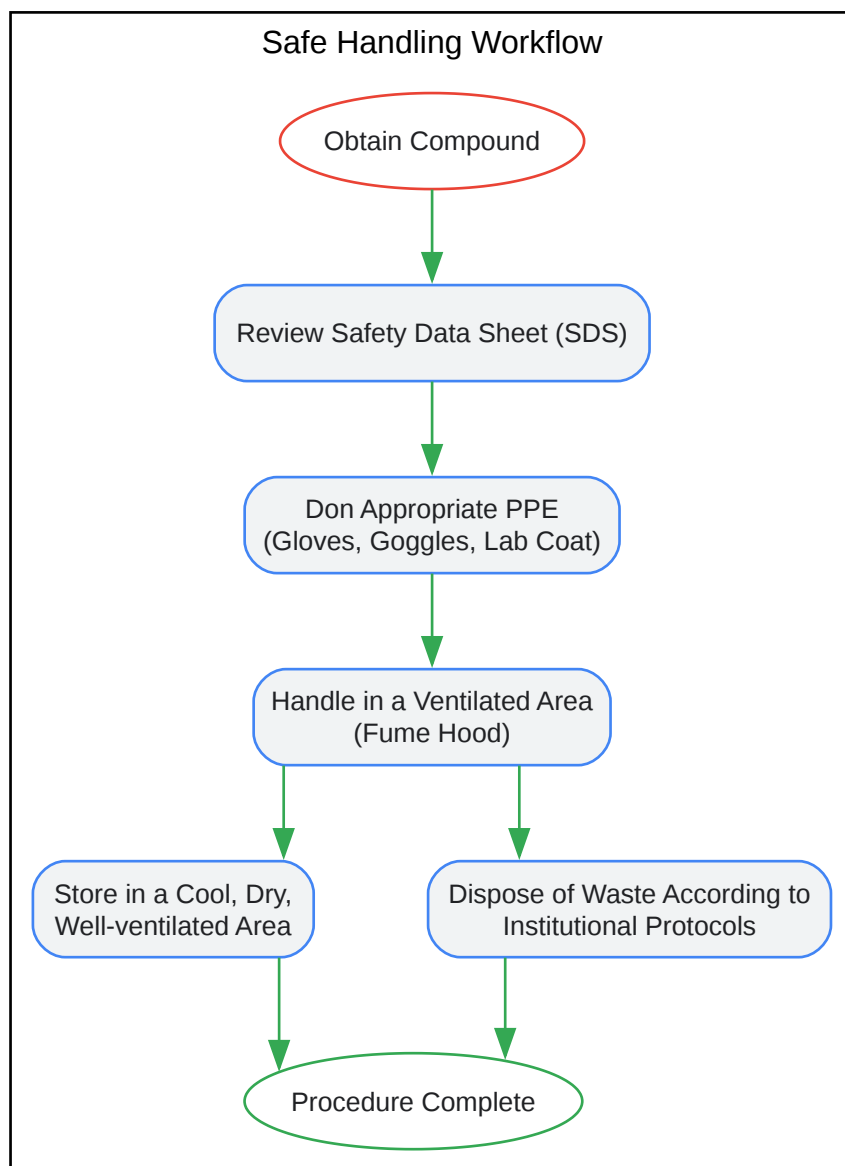 Safe Handling Workflow
Obtain Compound
Review Safety Data Sheet (SDS)
Don Appropriate PPE
(Gloves, Goggles, Lab Coat)
Handle in a Ventilated Area
(Fume Hood)
Store in a Cool, Dry,
Well-ventilated Area
Dispose of Waste According to
Institutional Protocols
Procedure Complete